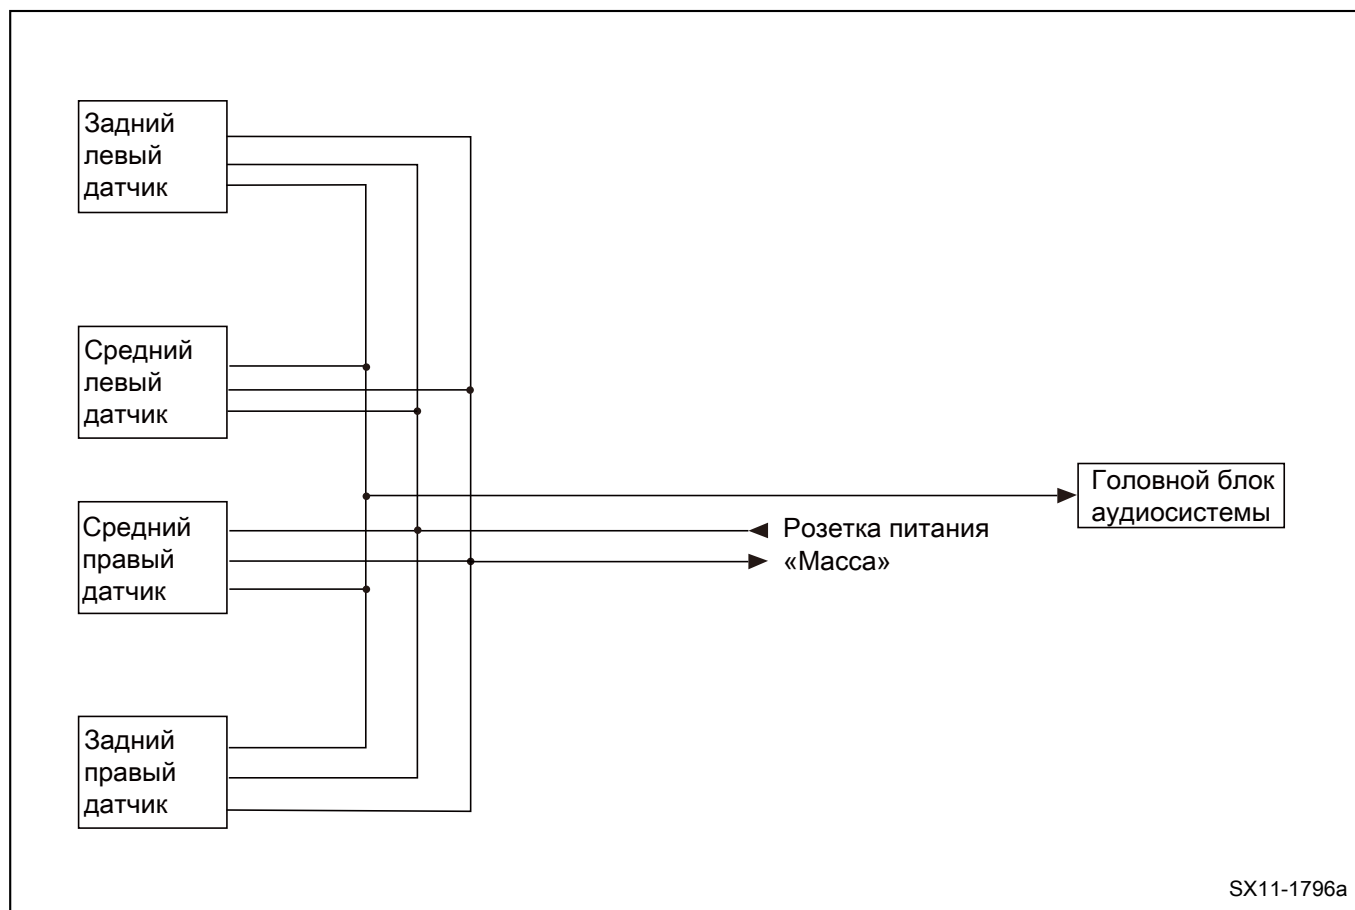 Задний
левый
датчик
Средний
левый
датчик
Средний
правый
датчик
Задний
правый
датчик
Головной блок
аудиосистемы
Розетка питания
«Масса»
SX11-1796a